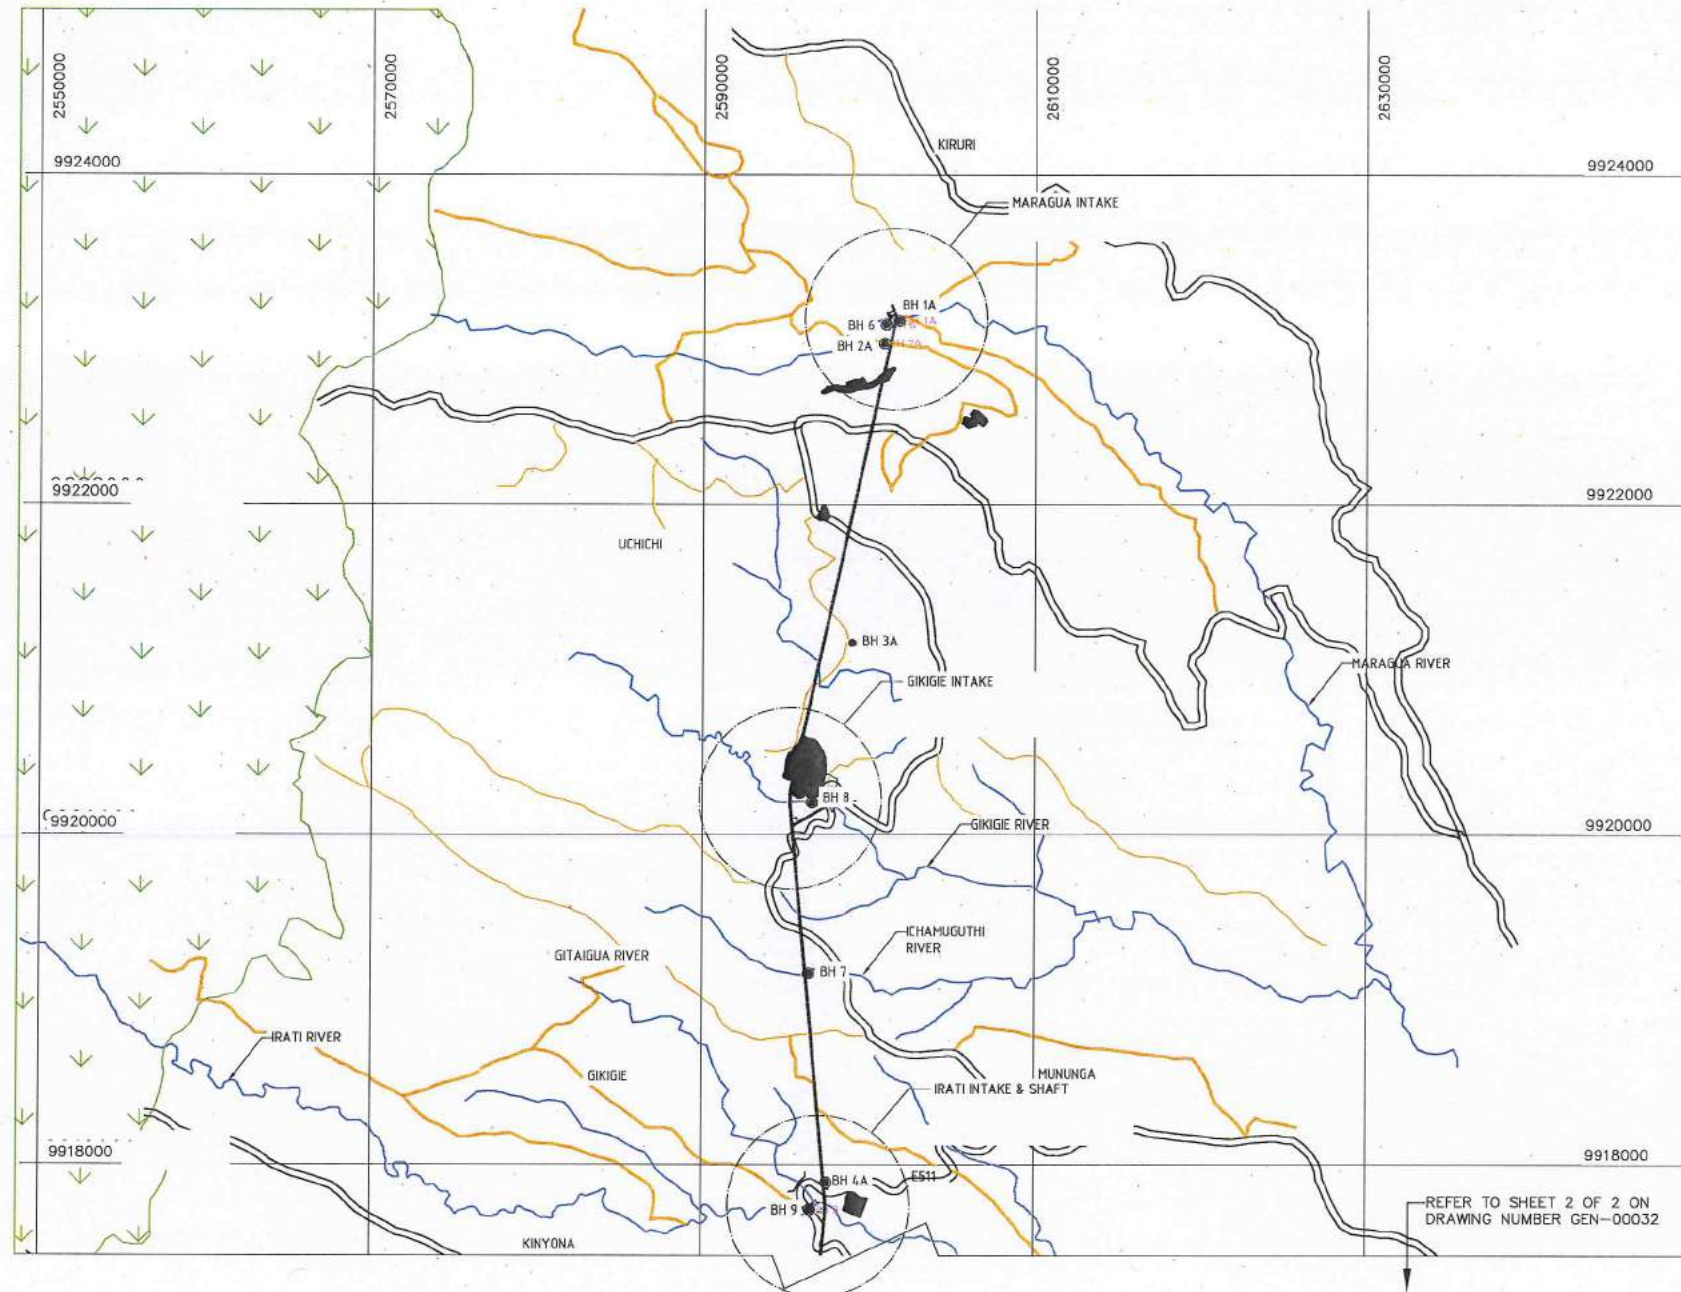 2550000
2570000
2590000
2610000
2630000
KIRURI
9924000
9924000
MARAGUA INTAKE
BH 1A
1A
BH 6
6
BH 2A
2A
9922000
9922000
UCHICHI
BH 3A
MARAGUA RIVER
GIKIGIE INTAKE
BH 8
9920000
9920000
GIKIGIE RIVER
ICHAMUGUTHI
RIVER
GITAIGUA RIVER
BH 7
IRATI RIVER
GIKIGIE
MUNUNGA
IRATI INTAKE & SHAFT
9918000
9918000
E511
BH 4A
BH 9
KINYONA
REFER TO SHEET 2 OF 2 ON
DRAWING NUMBER GEN-00032